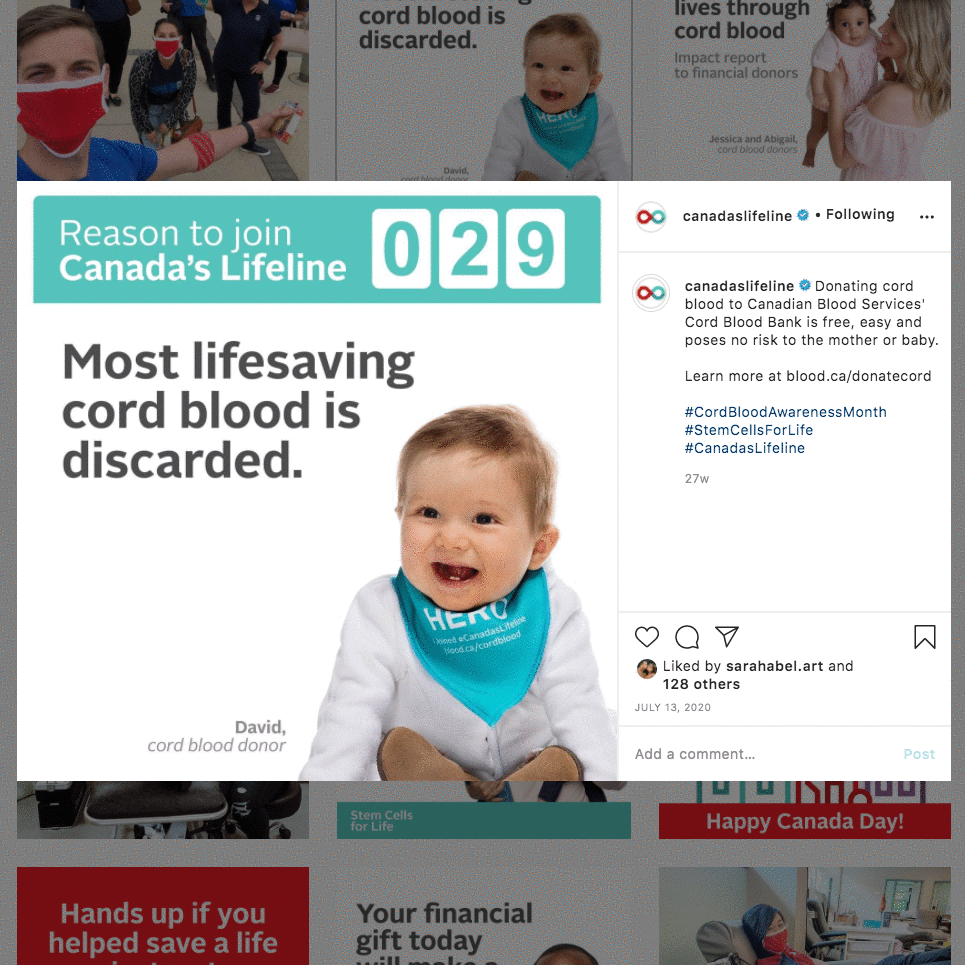 cord blood is
discarded.
HERO
David,
cord blood donor
lives through
cord blood
Impact report
to financial donors
Jessica and Abigail,
cord blood donors
Reason to join
Canada's Lifeline
029
Most lifesaving
cord blood is
discarded.
HERO
I joined #CanadasLifeline
blood.ca/cordblood
David,
cord blood donor
canadaslifeline • Following
canadaslifeline Donating cord
blood to Canadian Blood Services'
Cord Blood Bank is free, easy and
poses no risk to the mother or baby.
Learn more at blood.ca/donatecord
#CordBloodAwarenessMonth
#StemCellsForLife
#CanadasLifeline
27w
Liked by sarahabel.art and
128 others
JULY 13, 2020
Add a comment...
Post
Stem Cells
for Life
Happy Canada Day!
Hands up if you
helped save a life
Your financial
gift today
will make a